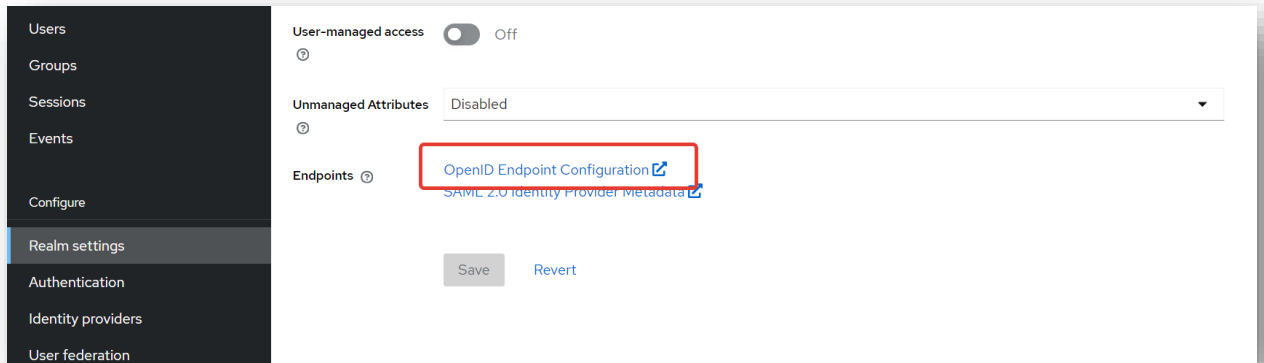 Users
Groups
Sessions
Events
Configure
Realm settings
Authentication
Identity providers
User federation
User-managed access
Off
Unmanaged Attributes
Disabled
Endpoints
OpenID Endpoint Configuration
SAML 2.0 Identity Provider Metadata
Save
Revert